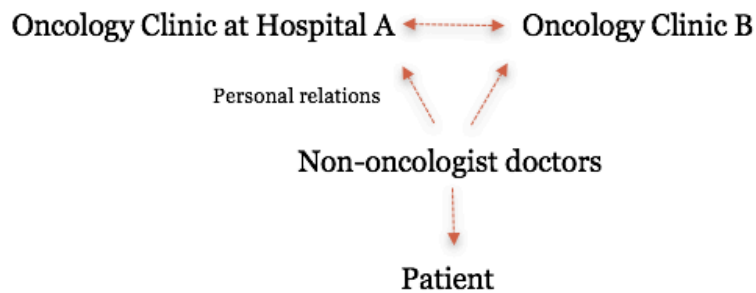 Oncology Clinic at Hospital A Oncology Clinic B
Personal relations
Non-oncologist doctors
Patient